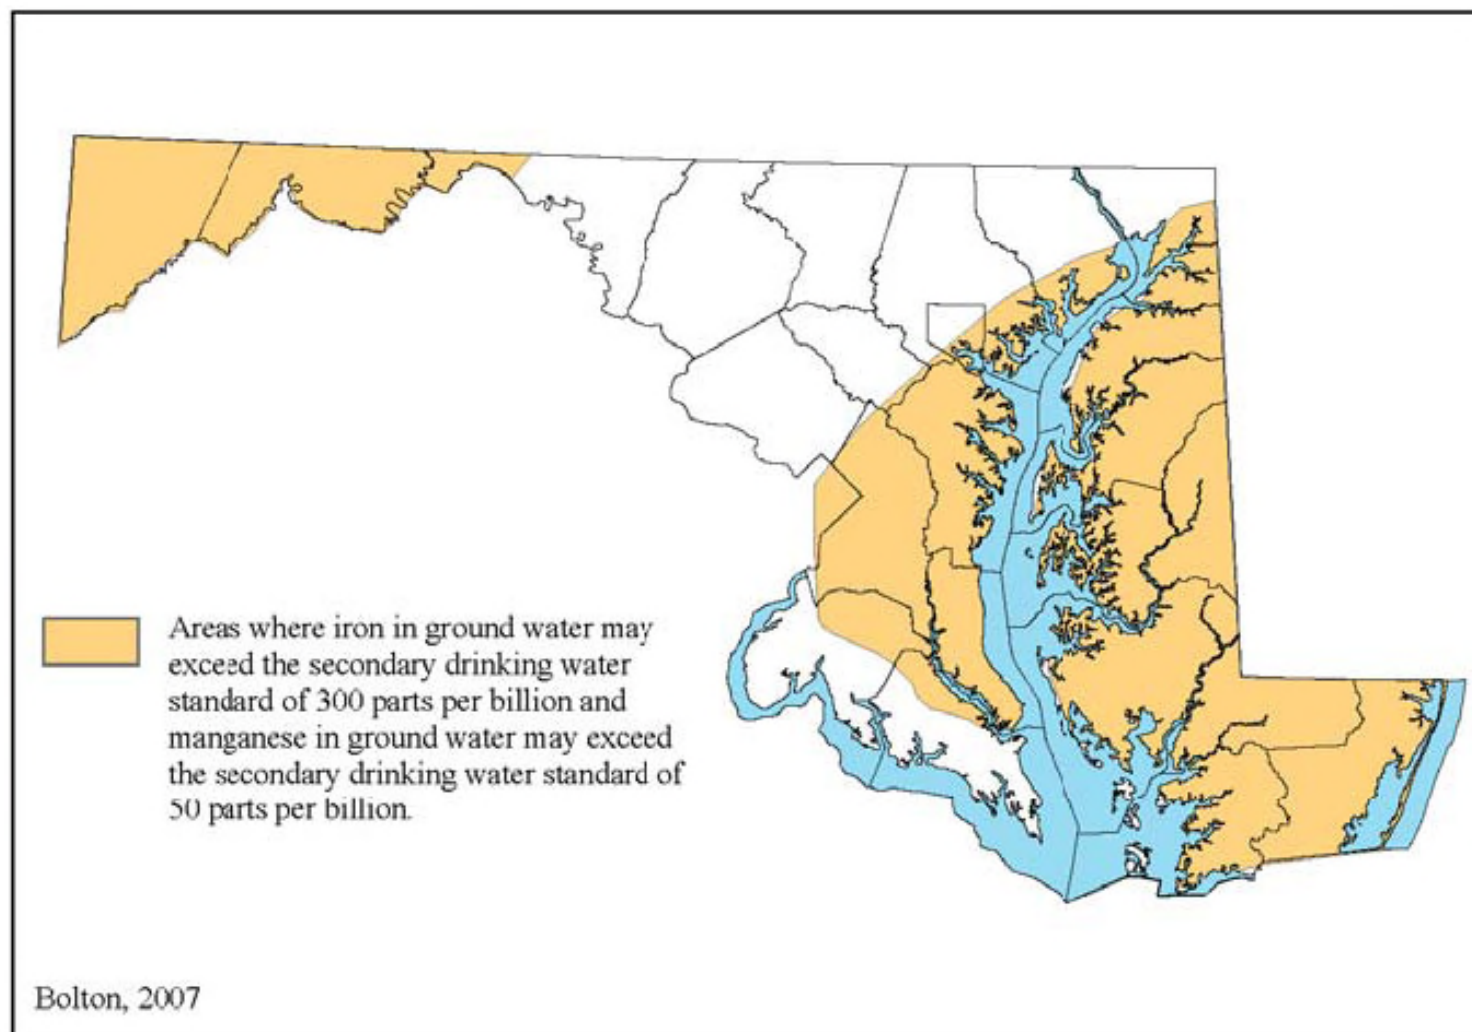 Areas where iron in ground water may
exceed the secondary drinking water
standard of 300 parts per billion and
manganese in ground water may exceed
the secondary drinking water standard of
50 parts per billion.
Bolton, 2007